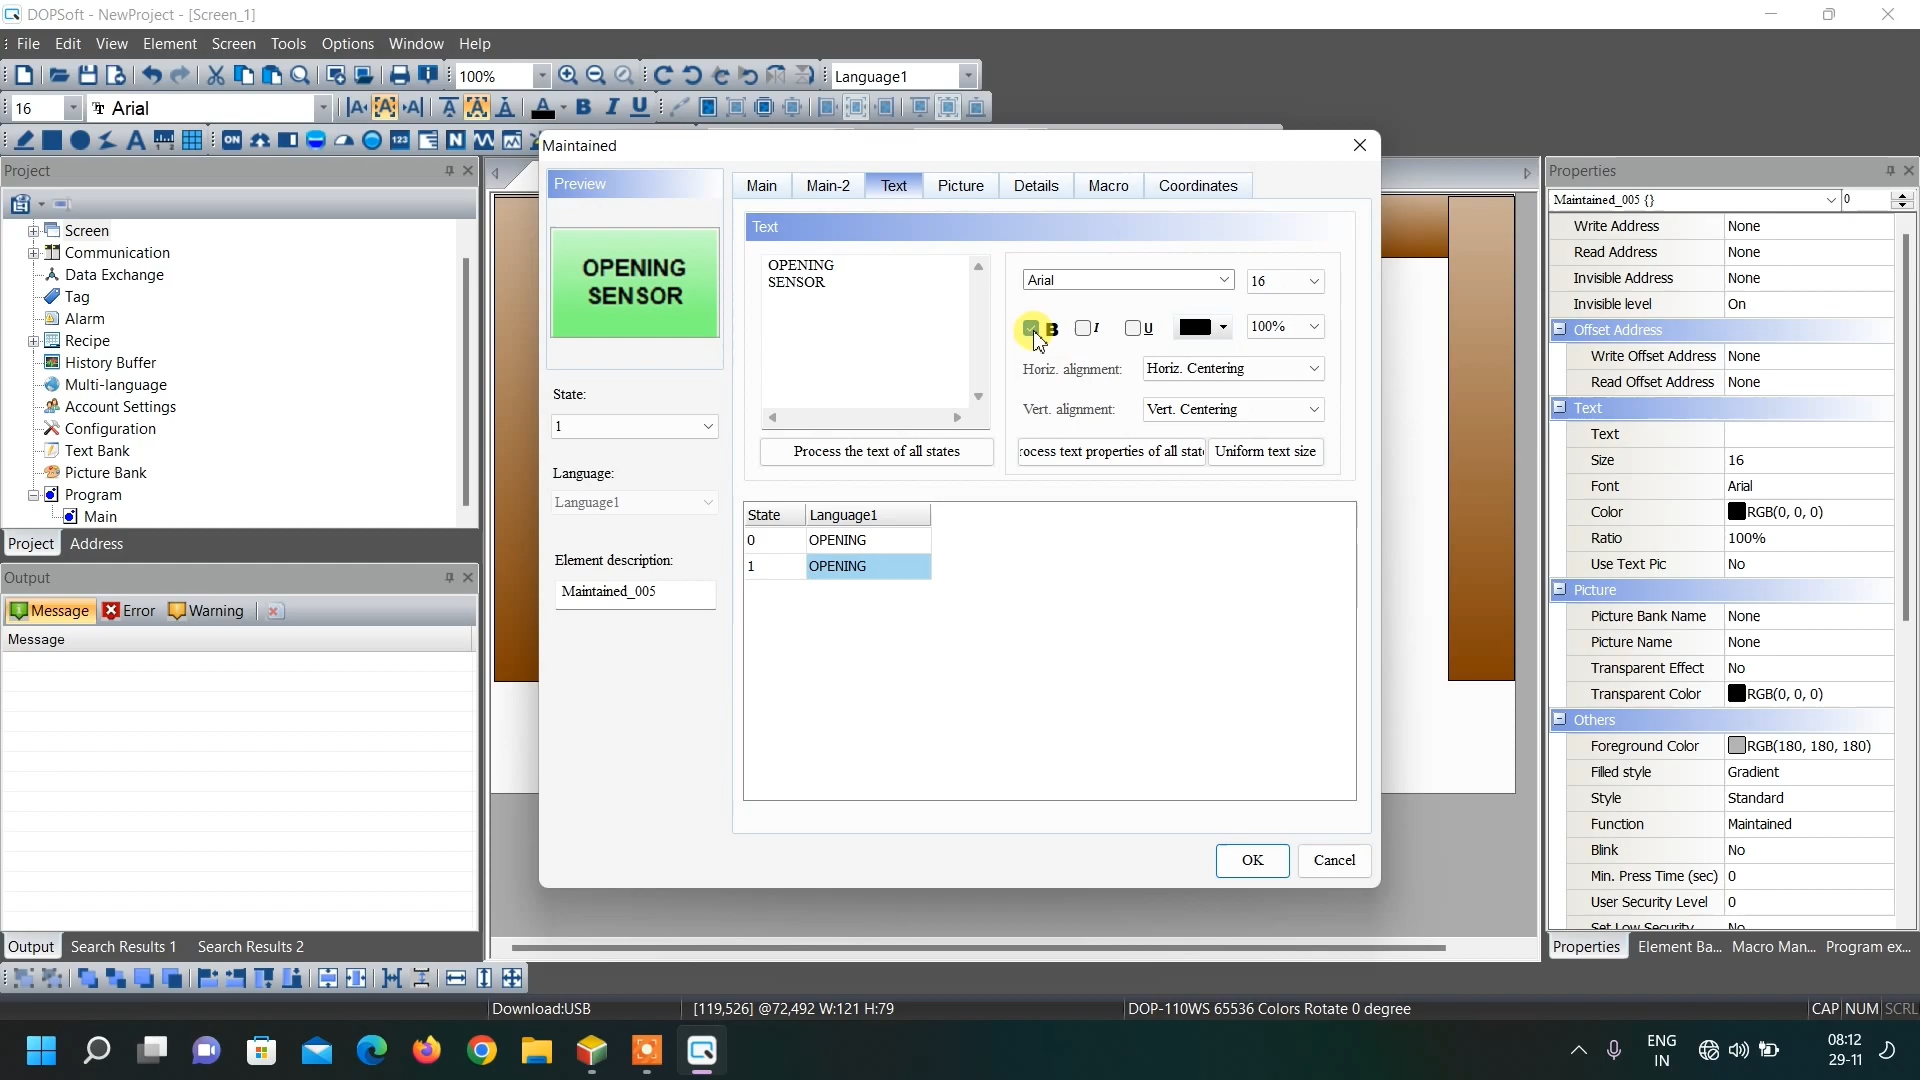 DOPSoft - NewProject - [Screen_1]
File Edit View Element Screen Tools Options Window Help
100% Language1
16 Arial B I U
ON 123 N
Project
Screen
Communication
Data Exchange
Tag
Alarm
Recipe
History Buffer
Multi-language
Account Settings
Configuration
Text Bank
Picture Bank
Program
Main
Project Address
Output
Message Error Warning
Message
Output Search Results 1 Search Results 2
Maintained
Preview
OPENING
SENSOR
State:
1
Language:
Language1
Element description:
Maintained_005
Main Main-2 Text Picture Details Macro Coordinates
Text
OPENING
SENSOR
Arial 16
B I U 100%
Horiz. alignment: Horiz. Centering
Vert. alignment: Vert. Centering
Process the text of all states
rocess text properties of all stat
Uniform text size
State Language1
0 OPENING
1 OPENING
OK Cancel
Properties
Maintained_005 {} 0
Write Address None
Read Address None
Invisible Address None
Invisible level On
Offset Address
Write Offset Address None
Read Offset Address None
Text
Text
Size 16
Font Arial
Color RGB(0, 0, 0)
Ratio 100%
Use Text Pic No
Picture
Picture Bank Name None
Picture Name None
Transparent Effect No
Transparent Color RGB(0, 0, 0)
Others
Foreground Color RGB(180, 180, 180)
Filled style Gradient
Style Standard
Function Maintained
Blink No
Min. Press Time (sec) 0
User Security Level 0
Set Low Security No
Properties Element Ba... Macro Man... Program ex...
Download:USB [119,526] @72,492 W:121 H:79 DOP-110WS 65536 Colors Rotate 0 degree CAP NUM SCRL
ENG
IN
08:12
29-11